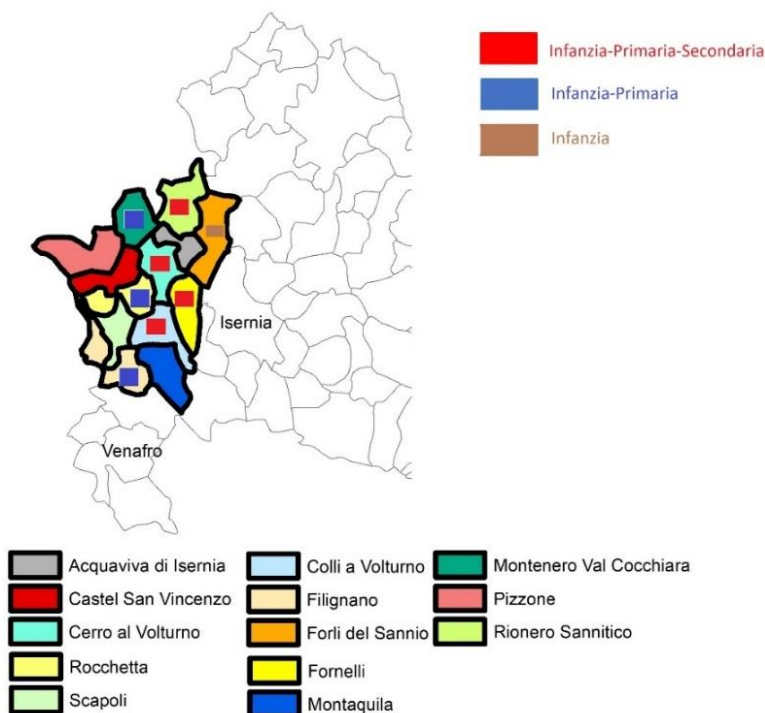 Infanzia-Primaria-Secondaria
Infanzia-Primaria
Infanzia
Isernia
Venafro
Acquaviva di Isernia
Castel San Vincenzo
Cerro al Volturno
Rocchetta
Scapoli
Colli a Volturno
Filignano
Forli del Sannio
Fornelli
Montaquila
Montenero Val Cocchiara
Pizzone
Rionero Sannitico